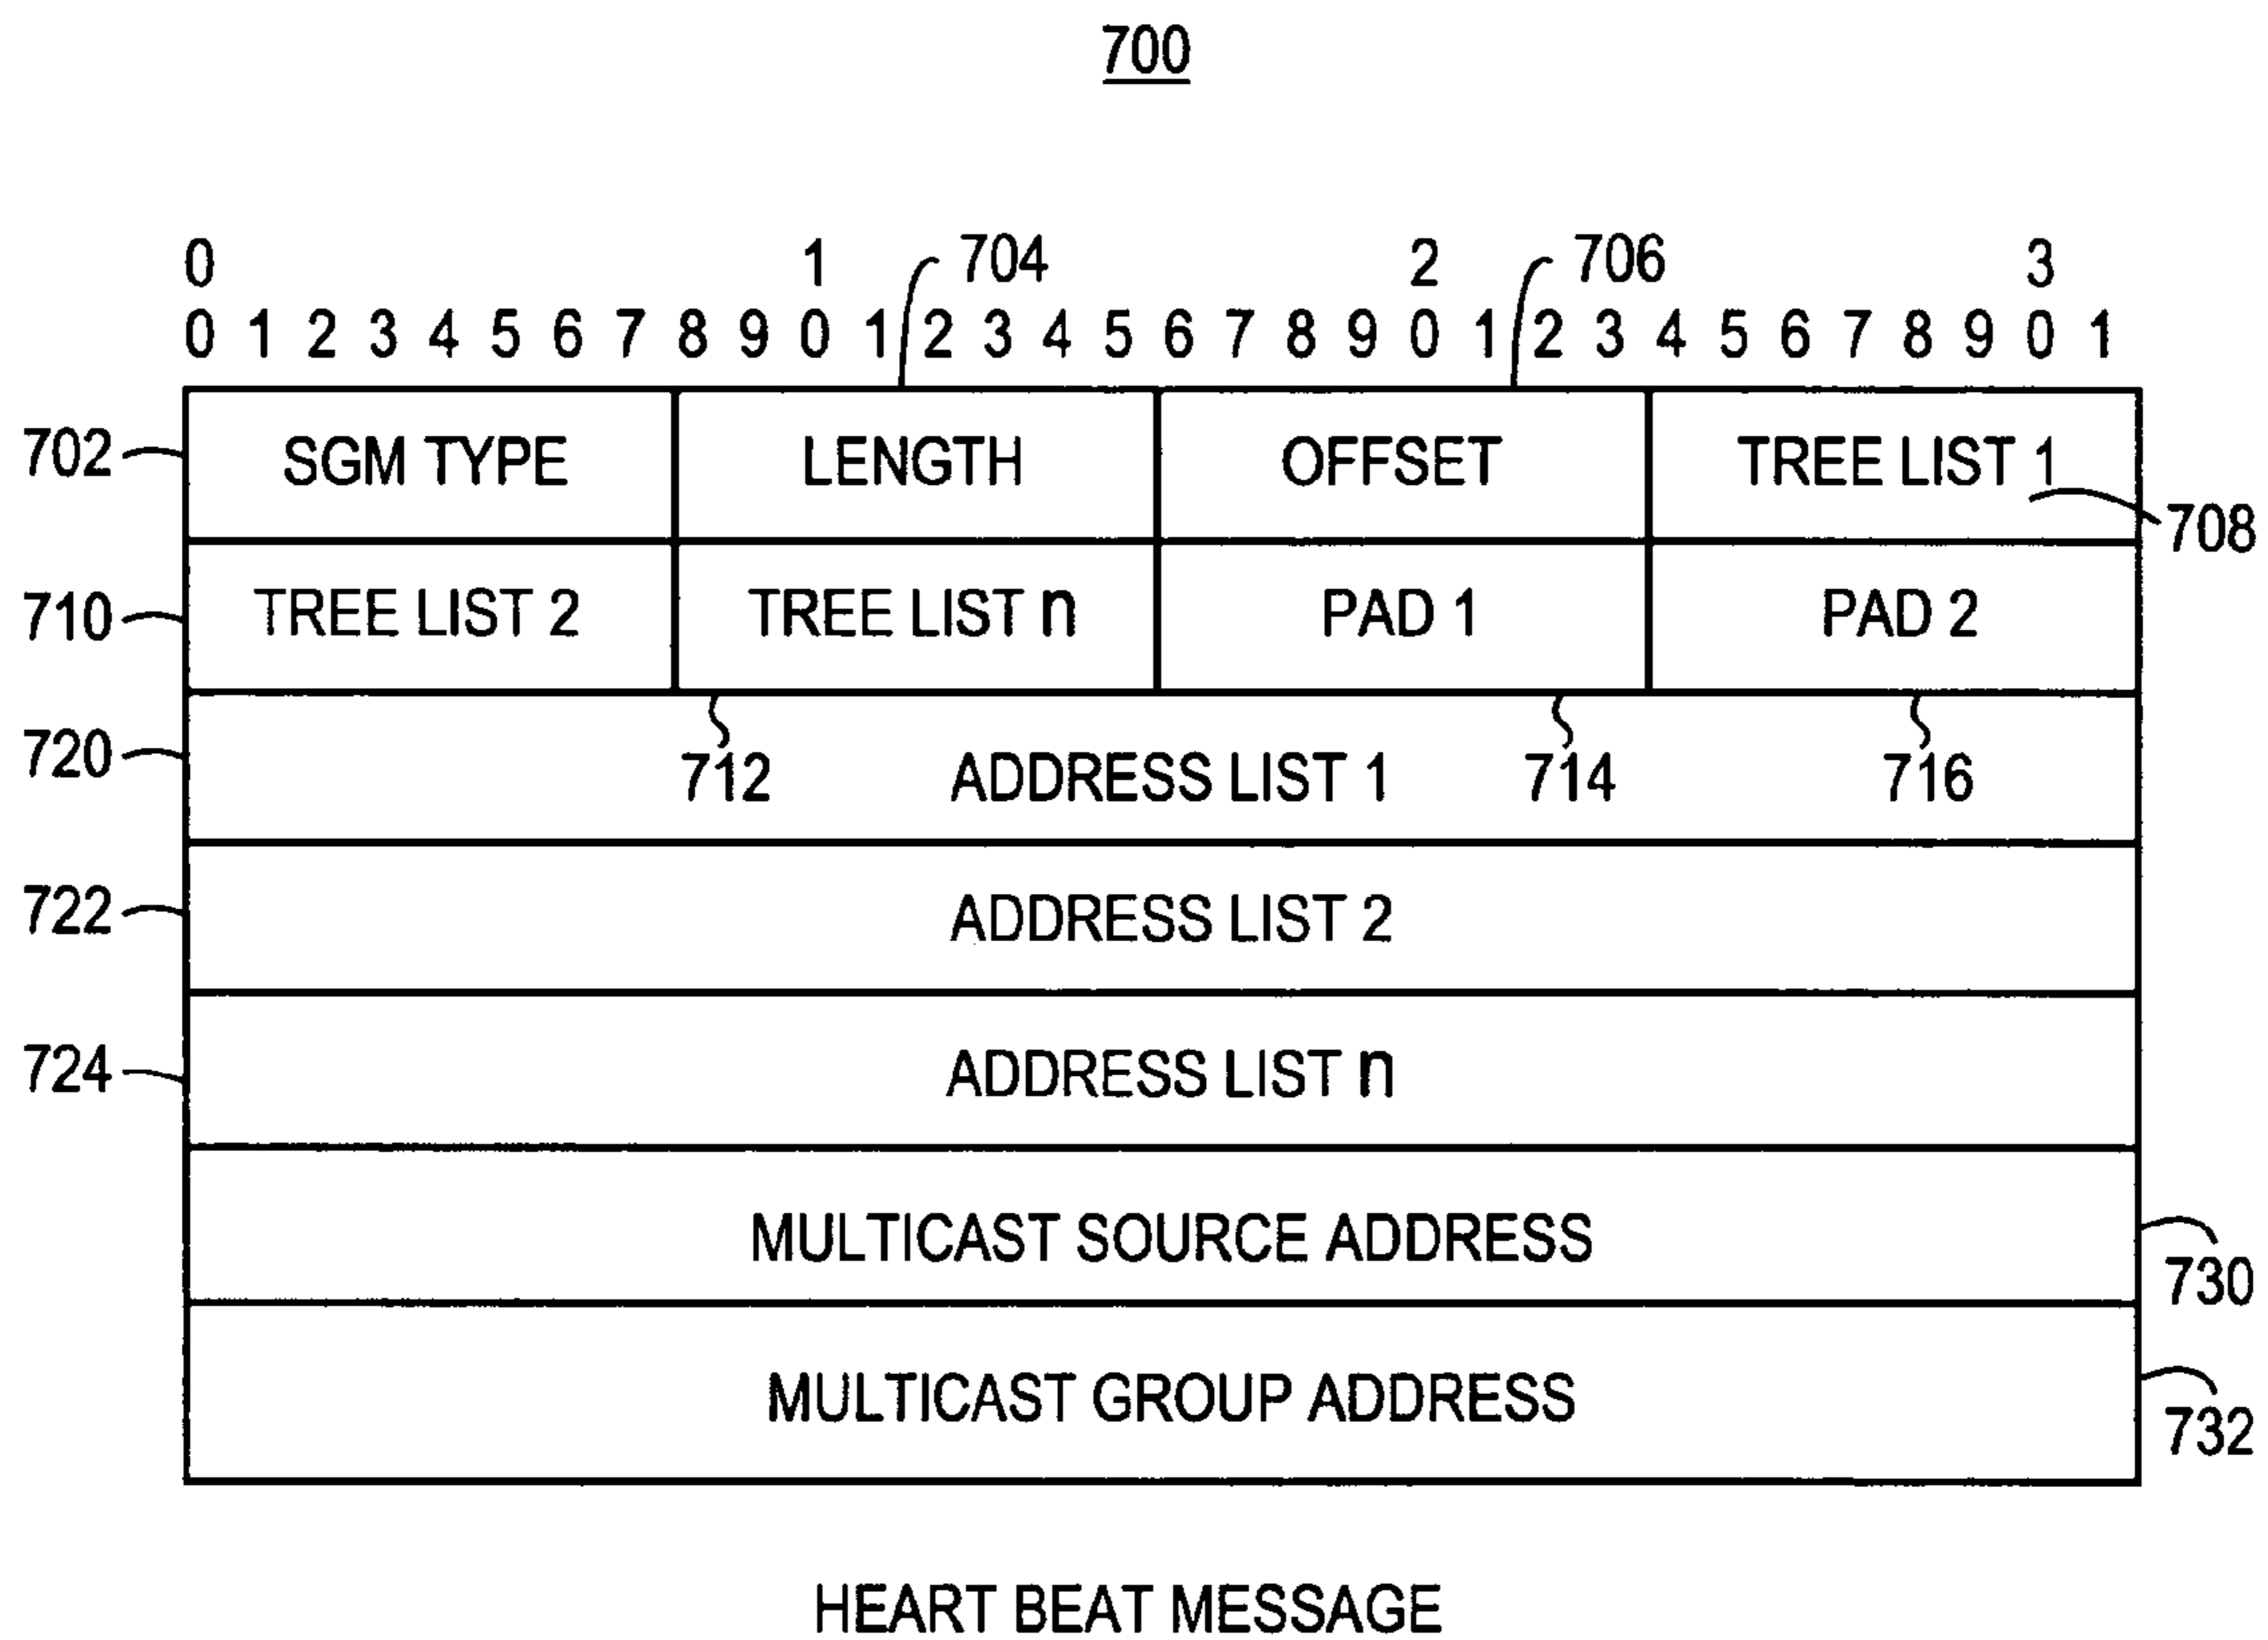 700
0 1 704 2 706 3
0 1 2 3 4 5 6 7 8 9 0 1 2 3 4 5 6 7 8 9 0 1 2 3 4 5 6 7 8 9 0 1
702 SGM TYPE LENGTH OFFSET TREE LIST 1
708
710 TREE LIST 2 TREE LIST n PAD 1 PAD 2
720 712 ADDRESS LIST 1 714 716
722 ADDRESS LIST 2
724 ADDRESS LIST n
MULTICAST SOURCE ADDRESS
730
MULTICAST GROUP ADDRESS
732
HEART BEAT MESSAGE